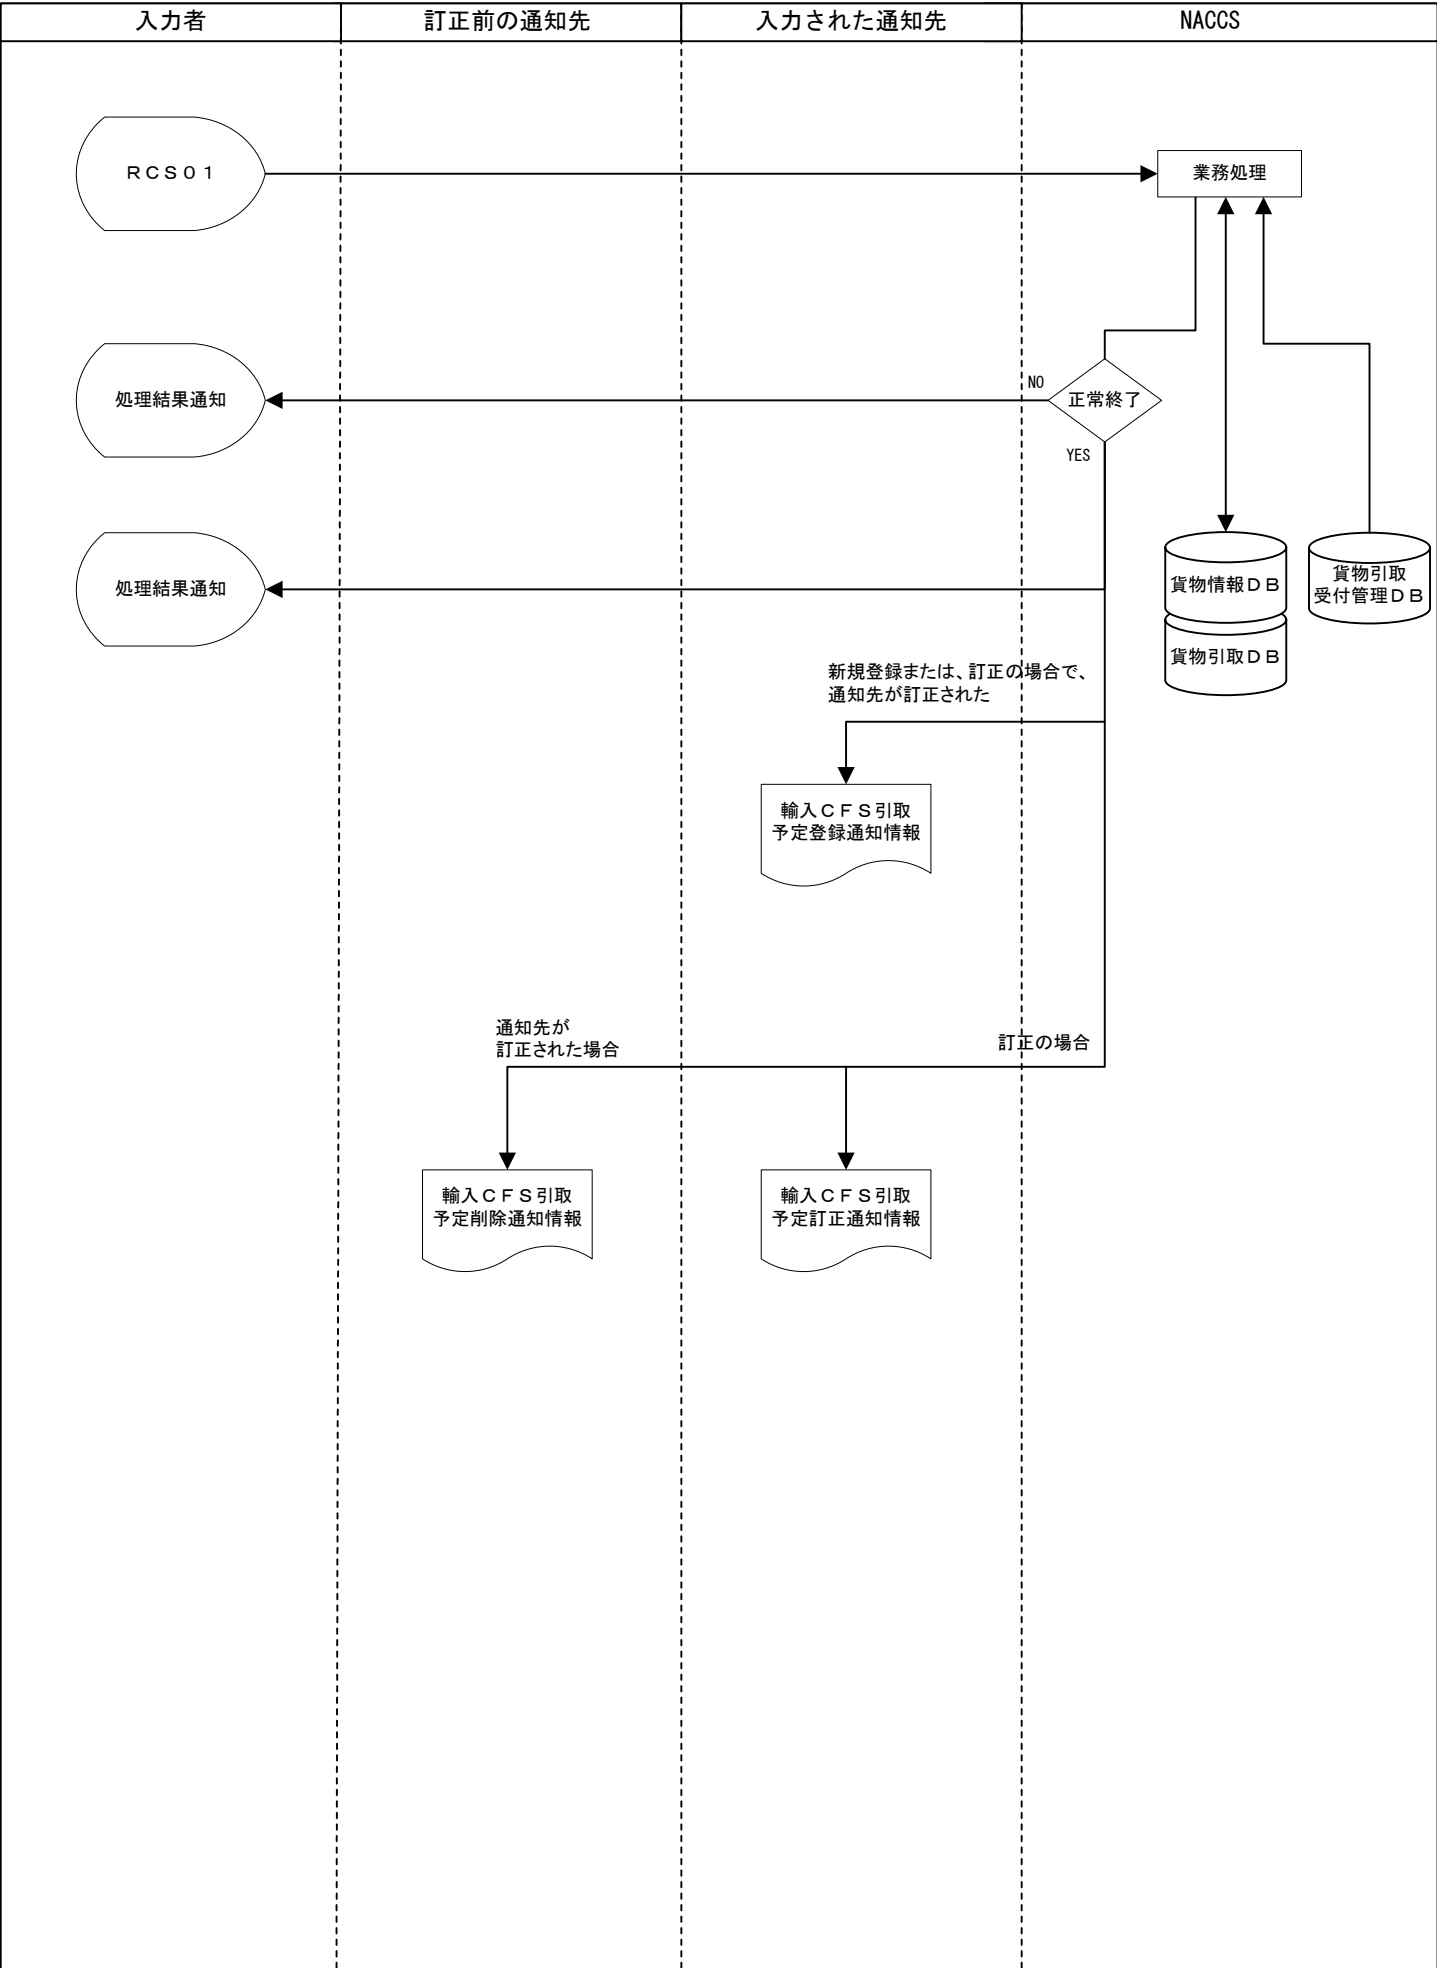 入力者
訂正前の通知先
入力された通知先
NACCS
ＲＣＳ０１
業務処理
処理結果通知
NO
正常終了
YES
処理結果通知
貨物情報ＤＢ
貨物引取
受付管理ＤＢ
貨物引取ＤＢ
新規登録または、訂正の場合で、
通知先が訂正された
輸入ＣＦＳ引取
予定登録通知情報
通知先が
訂正された場合
訂正の場合
輸入ＣＦＳ引取
予定削除通知情報
輸入ＣＦＳ引取
予定訂正通知情報